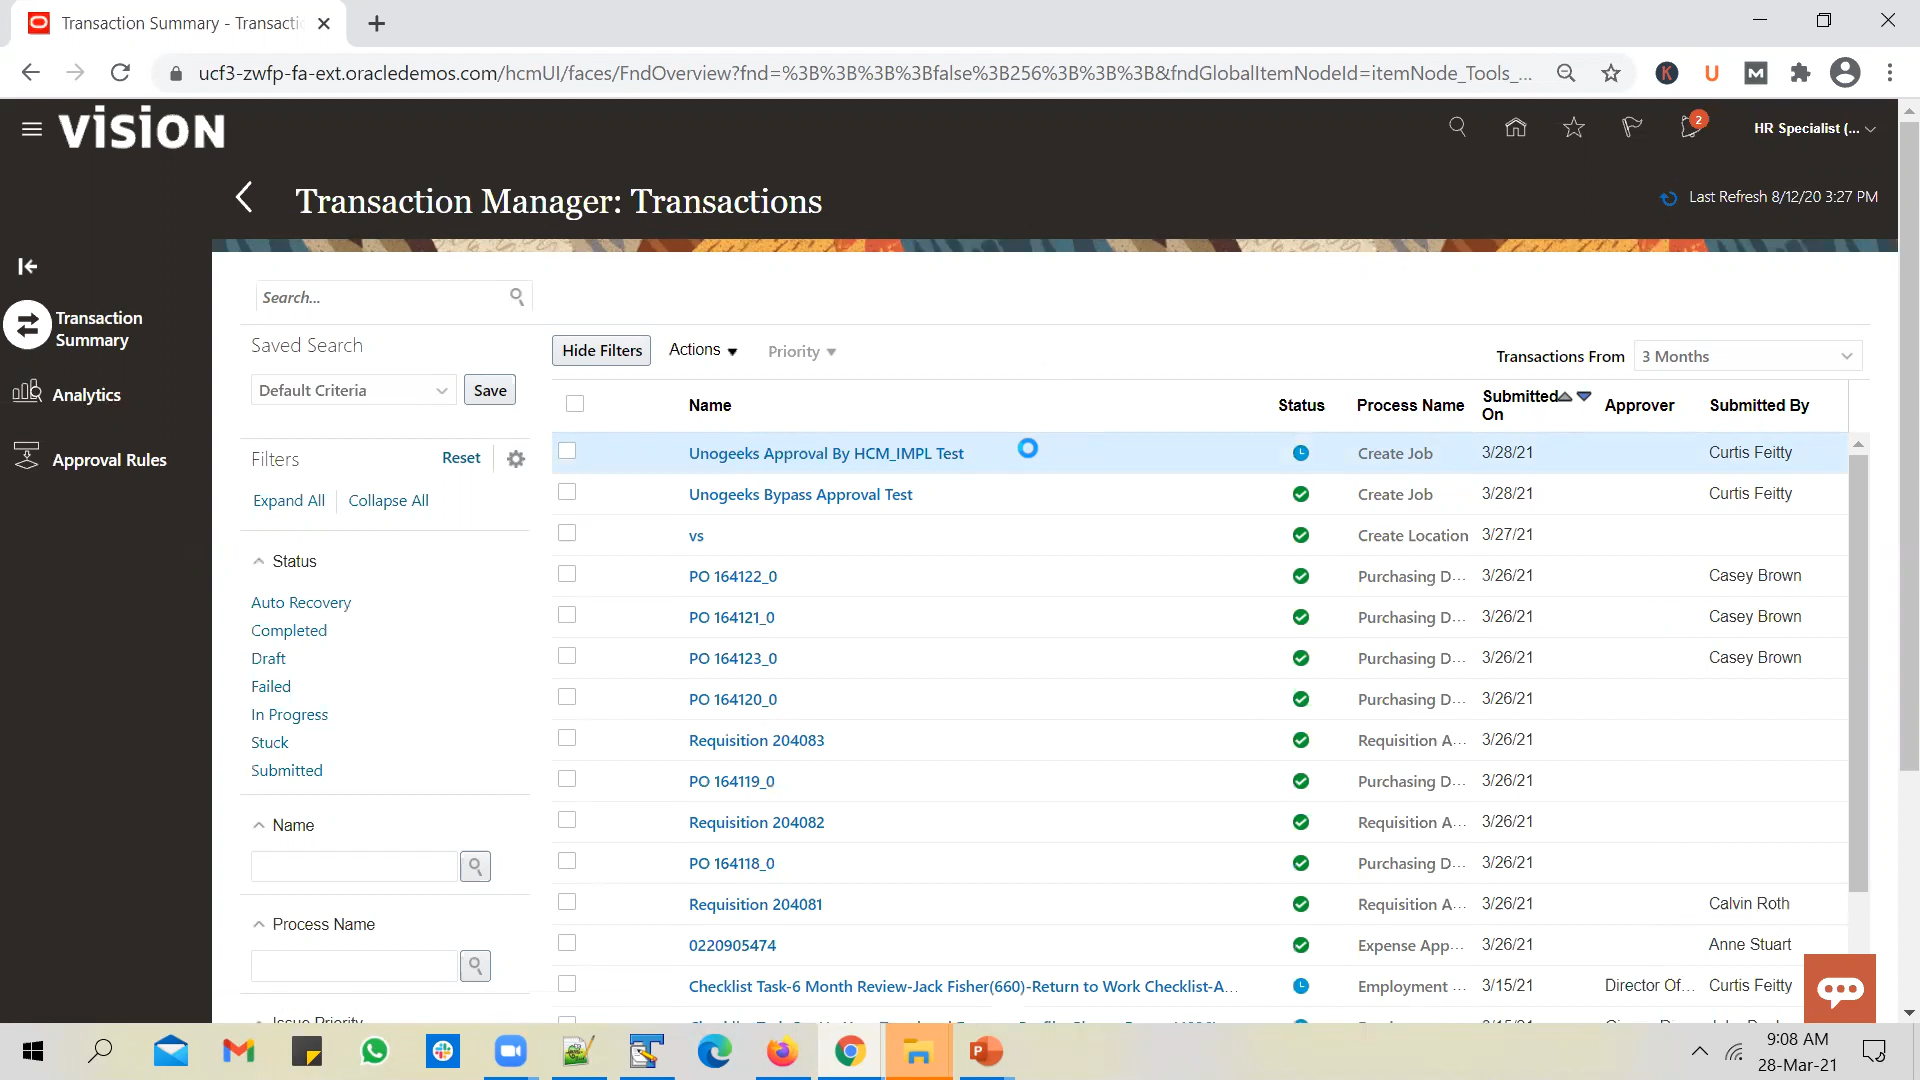 Transaction Summary - Transactio
ucf3-zwfp-fa-ext.oracledemos.com/hcmUI/faces/FndOverview?fnd=%3B%3B%3B%3Bfalse%3B256%3B%3B%3B&fndGlobalItemNodeId=itemNode_Tools_...
K
U
M
VISION
2
HR Specialist (...
Transaction Manager: Transactions
Last Refresh 8/12/20 3:27 PM
Transaction
Summary
Analytics
Approval Rules
Search...
Saved Search
Default Criteria
Save
Filters
Reset
Expand All
Collapse All
Status
Auto Recovery
Completed
Draft
Failed
In Progress
Stuck
Submitted
Name
Process Name
Issue Priority
Hide Filters
Actions
Priority
Transactions From
3 Months
Name Status Process Name Submitted On Approver Submitted By
Unogeeks Approval By HCM_IMPL Test Create Job 3/28/21 Curtis Feitty
Unogeeks Bypass Approval Test Create Job 3/28/21 Curtis Feitty
vs Create Location 3/27/21
PO 164122_0 Purchasing D... 3/26/21 Casey Brown
PO 164121_0 Purchasing D... 3/26/21 Casey Brown
PO 164123_0 Purchasing D... 3/26/21 Casey Brown
PO 164120_0 Purchasing D... 3/26/21
Requisition 204083 Requisition A... 3/26/21
PO 164119_0 Purchasing D... 3/26/21
Requisition 204082 Requisition A... 3/26/21
PO 164118_0 Purchasing D... 3/26/21
Requisition 204081 Requisition A... 3/26/21 Calvin Roth
0220905474 Expense App... 3/26/21 Anne Stuart
Checklist Task-6 Month Review-Jack Fisher(660)-Return to Work Checklist-A... Employment ... 3/15/21 Director Of... Curtis Feitty
9:08 AM
28-Mar-21